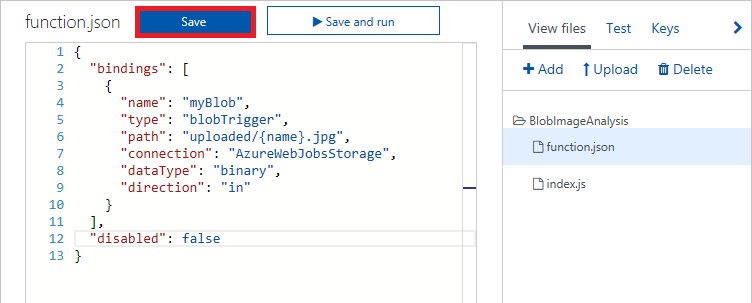 function.json Save Save and run
1 {
2 "bindings": [
3 {
4 "name": "myBlob",
5 "type": "blobTrigger",
6 "path": "uploaded/{name}.jpg",
7 "connection": "AzureWebJobsStorage",
8 "dataType": "binary",
9 "direction": "in"
10 }
11 ],
12 "disabled": false
13 }
View files Test Keys
Add Upload Delete
BlobImageAnalysis
function.json
index.js